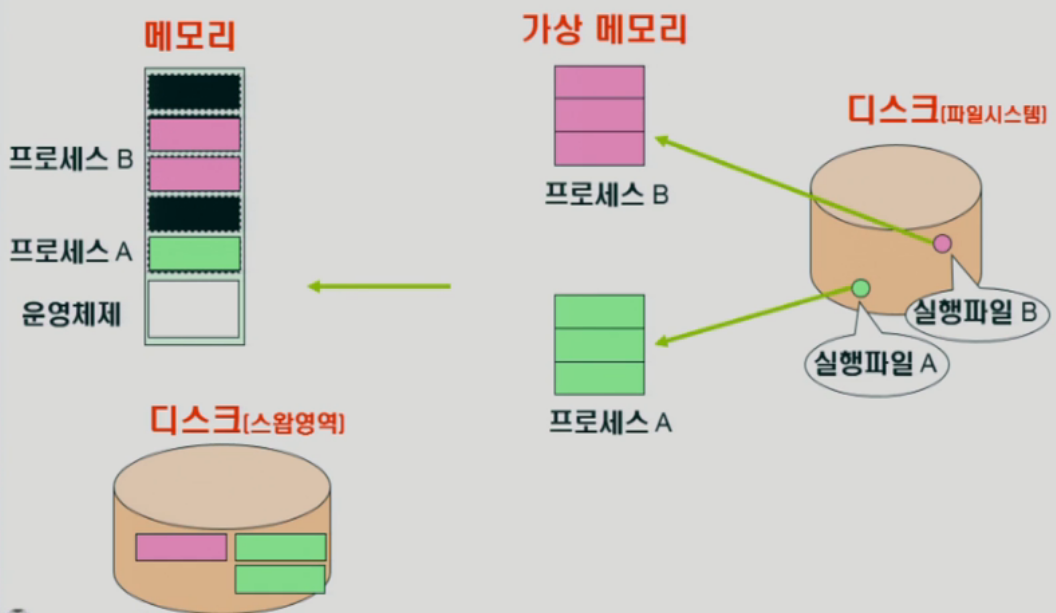 메모리
가상 메모리
디스크(파일시스템)
프로세스 B
프로세스 B
프로세스 A
운영체제
실행파일 B
실행파일 A
디스크(스왑영역)
프로세스 A